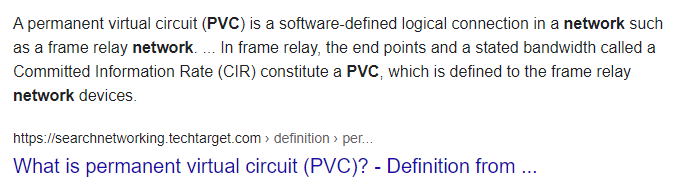 A permanent virtual circuit (PVC) is a software-defined logical connection in a network such
as a frame relay network. ... In frame relay, the end points and a stated bandwidth called a
Committed Information Rate (CIR) constitute a PVC, which is defined to the frame relay
network devices.
https://searchnetworking.techtarget.com › definition › per...
What is permanent virtual circuit (PVC)? - Definition from ...